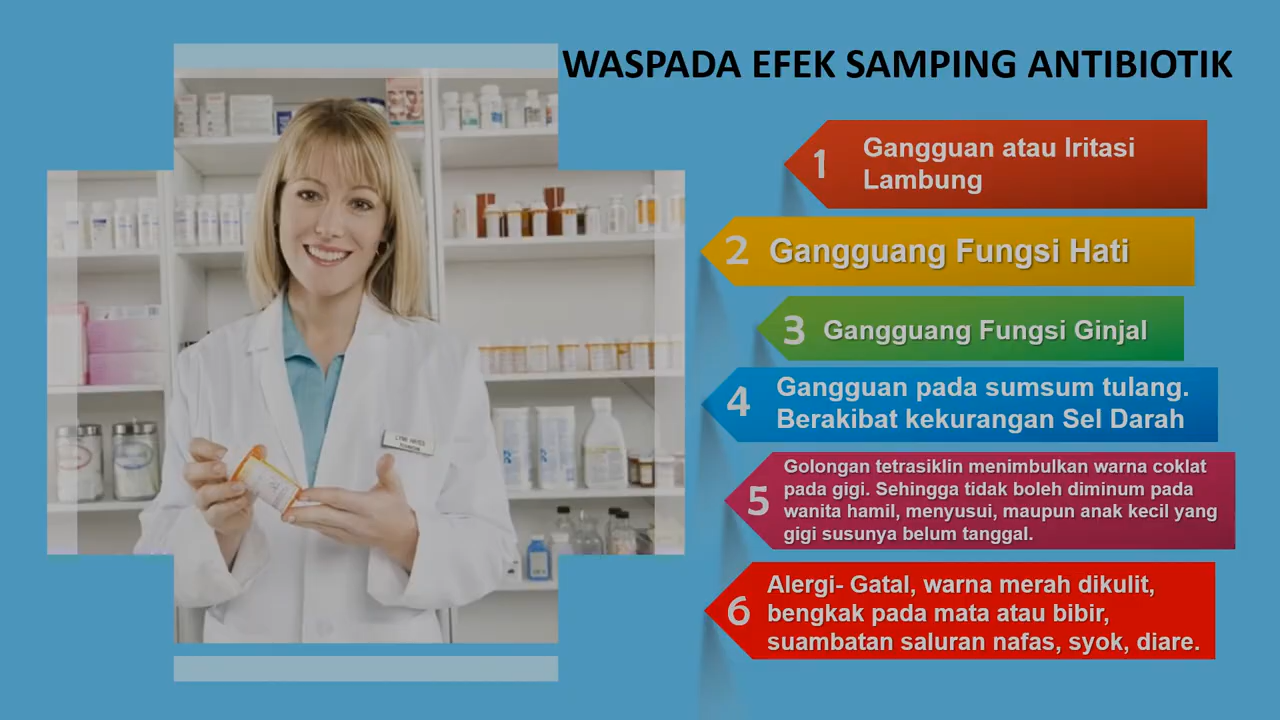 WASPADA EFEK SAMPING ANTIBIOTIK
1
Gangguan atau Iritasi
Lambung
2
Gangguang Fungsi Hati
3
Gangguang Fungsi Ginjal
4
Gangguan pada sumsum tulang.
Berakibat kekurangan Sel Darah
5
Golongan tetrasiklin menimbulkan warna coklat
pada gigi. Sehingga tidak boleh diminum pada
wanita hamil, menyusui, maupun anak kecil yang
gigi susunya belum tanggal.
6
Alergi- Gatal, warna merah dikulit,
bengkak pada mata atau bibir,
suambatan saluran nafas, syok, diare.